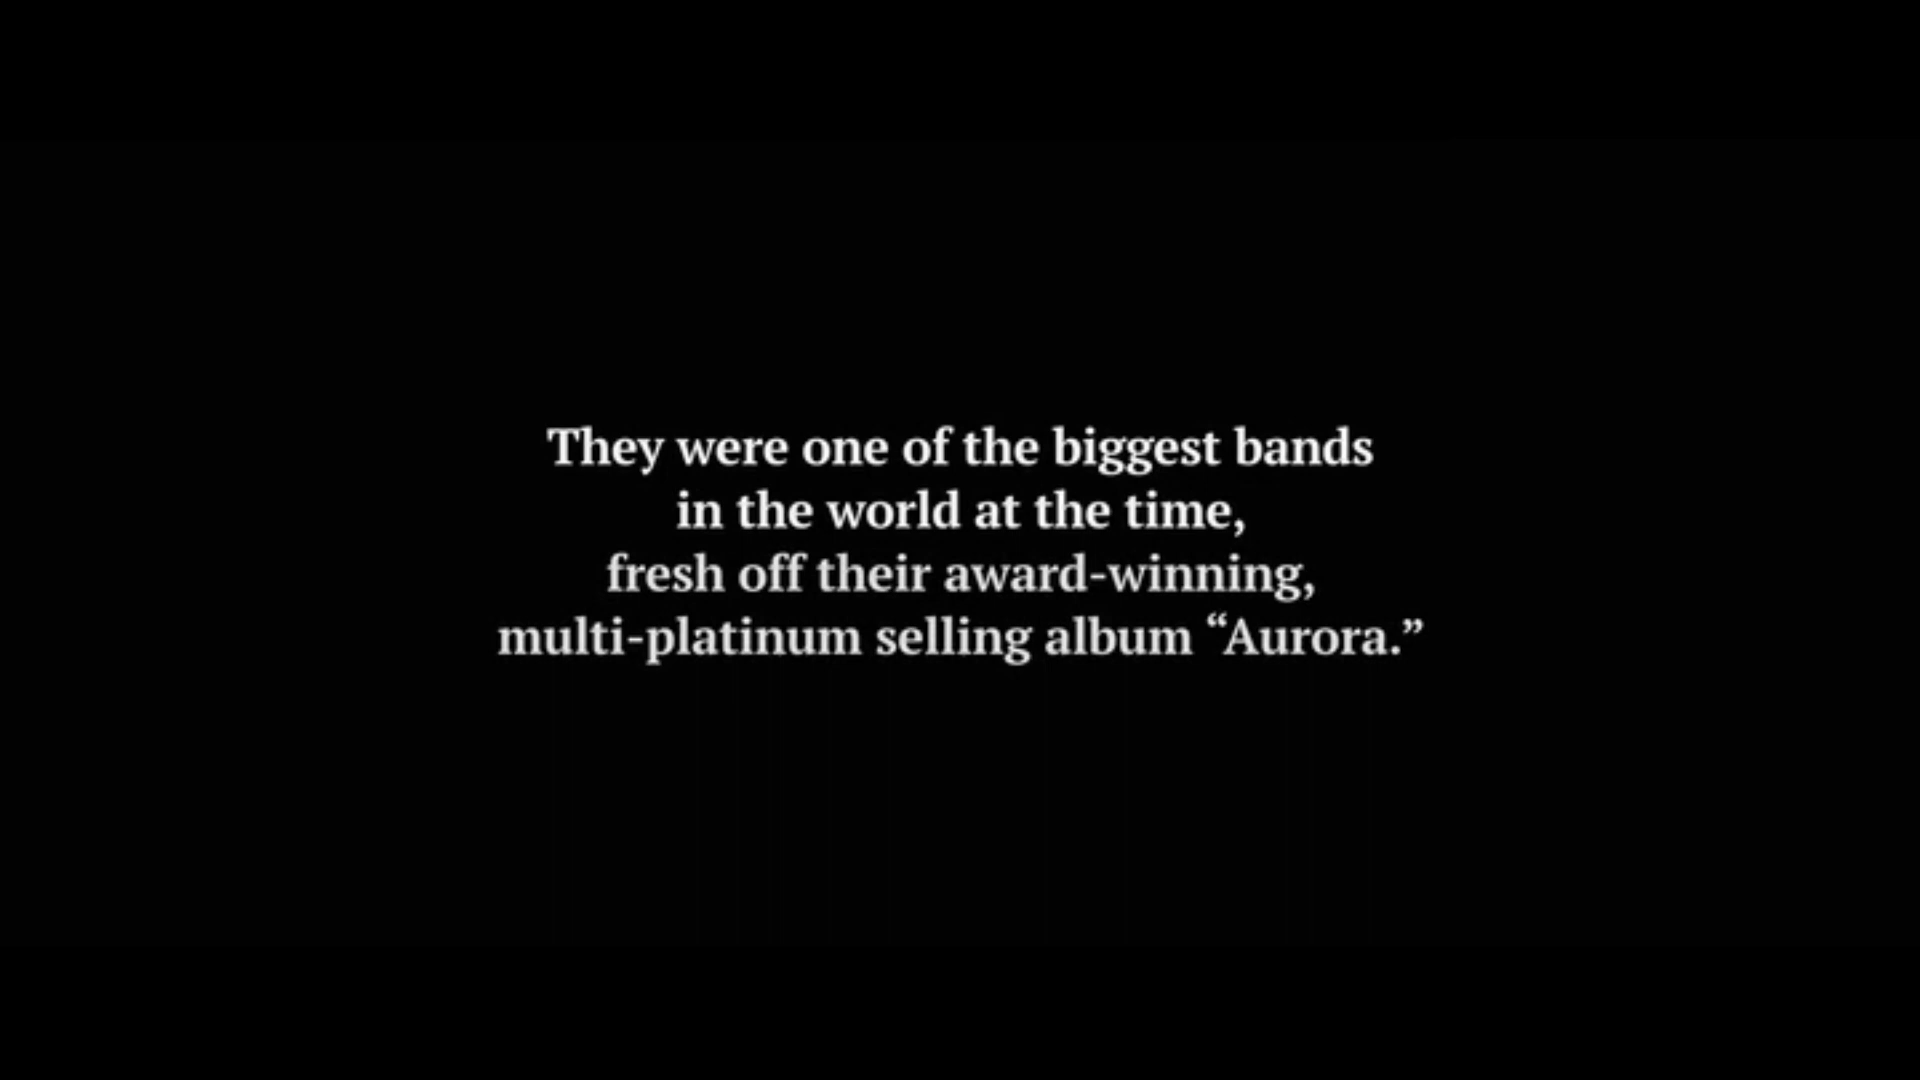 They were one of the biggest bands
in the world at the time,
fresh off their award-winning,
multi-platinum selling album “Aurora.”